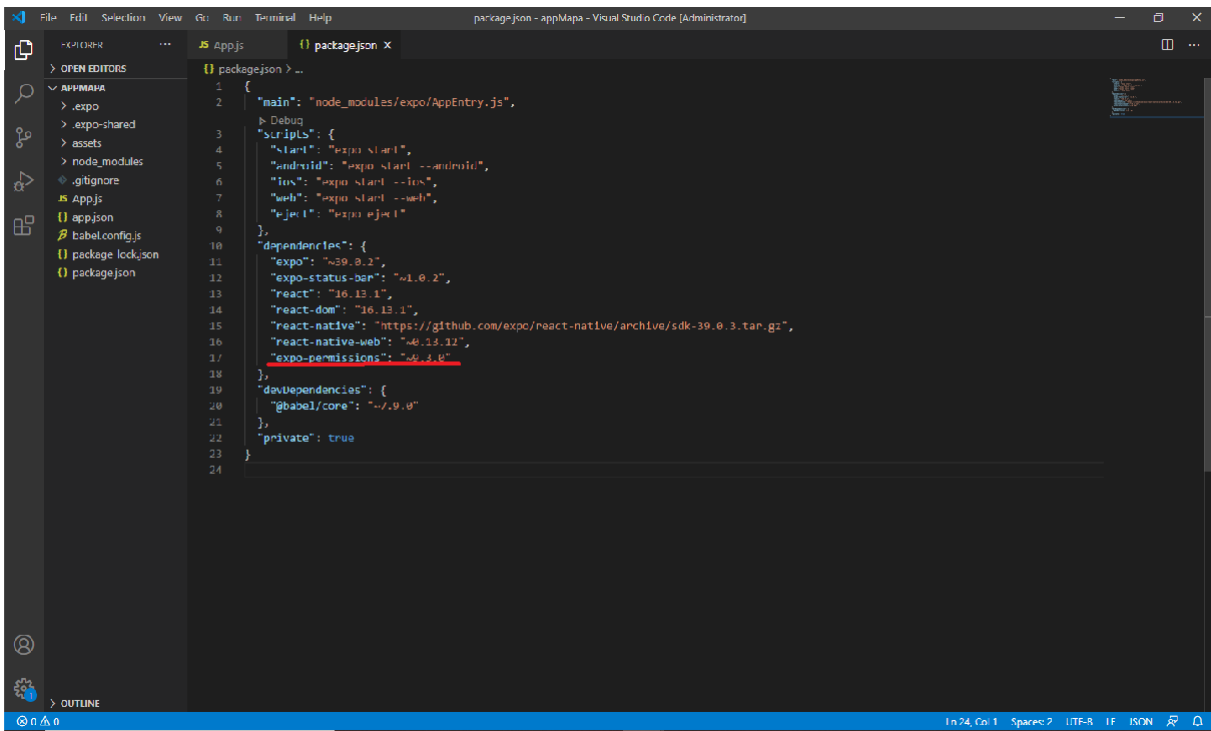 File Edit Selection View Go Run Terminal Help package.json - appMapa - Visual Studio Code [Administrator]
EXPLORER ...
JS App.js {} package.json X
> OPEN EDITORS
{} package.json > ...
APPMAPA
> .expo
> .expo-shared
> assets
> node_modules
.gitignore
JS App.js
{} app.json
babel.config.js
{} package-lock.json
{} package.json
1 {
2 "main": "node_modules/expo/AppEntry.js",
Debug
3 "scripts": {
4 "start": "expo start",
5 "android": "expo start --android",
6 "ios": "expo start --ios",
7 "web": "expo start --web",
8 "eject": "expo eject"
9 },
10 "dependencies": {
11 "expo": "~39.0.2",
12 "expo-status-bar": "~1.0.2",
13 "react": "16.13.1",
14 "react-dom": "16.13.1",
15 "react-native": "https://github.com/expo/react-native/archive/sdk-39.0.3.tar.gz",
16 "react-native-web": "~0.13.12",
17 "expo-permissions": "~9.3.0"
18 },
19 "devDependencies": {
20 "@babel/core": "~7.9.0"
21 },
22 "private": true
23 }
24
> OUTLINE
0 0 Ln 24, Col 1 Spaces: 2 UTF-8 LF JSON